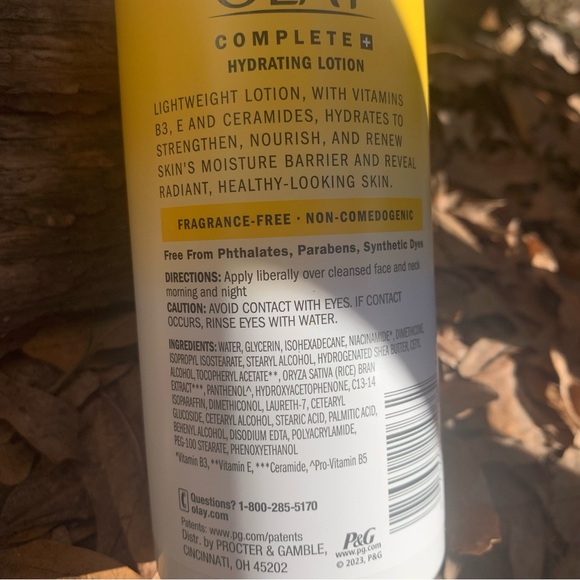 OLAY
COMPLETE +
HYDRATING LOTION
LIGHTWEIGHT LOTION, WITH VITAMINS
B3, E AND CERAMIDES, HYDRATES TO
STRENGTHEN, NOURISH, AND RENEW
SKIN'S MOISTURE BARRIER AND REVEAL
RADIANT, HEALTHY-LOOKING SKIN.
FRAGRANCE-FREE · NON-COMEDOGENIC
Free From Phthalates, Parabens, Synthetic Dyes
DIRECTIONS: Apply liberally over cleansed face and neck
morning and night
CAUTION: AVOID CONTACT WITH EYES. IF CONTACT
OCCURS, RINSE EYES WITH WATER.
INGREDIENTS: WATER, GLYCERIN, ISOHEXADECANE, NIACINAMIDE*, DIMETHICONE,
ISOPROPYL ISOSTEARATE, STEARYL ALCOHOL, HYDROGENATED SHEA BUTTER, CETYL
ALCOHOL, TOCOPHERYL ACETATE**, ORYZA SATIVA (RICE) BRAN
EXTRACT***, PANTHENOL^, HYDROXYACETOPHENONE, C13-14
ISOPARAFFIN, DIMETHICONOL, LAURETH-7, CETEARYL
GLUCOSIDE, CETEARYL ALCOHOL, STEARIC ACID, PALMITIC ACID,
BEHENYL ALCOHOL, DISODIUM EDTA, POLYACRYLAMIDE,
PEG-100 STEARATE, PHENOXYETHANOL
*Vitamin B3, **Vitamin E, ***Ceramide, ^Pro-Vitamin B5
Questions? 1-800-285-5170
olay.com
Patents: www.pg.com/patents
Distr. by PROCTER & GAMBLE,
CINCINNATI, OH 45202
P&G
www.pg.com
© 2023, P&G